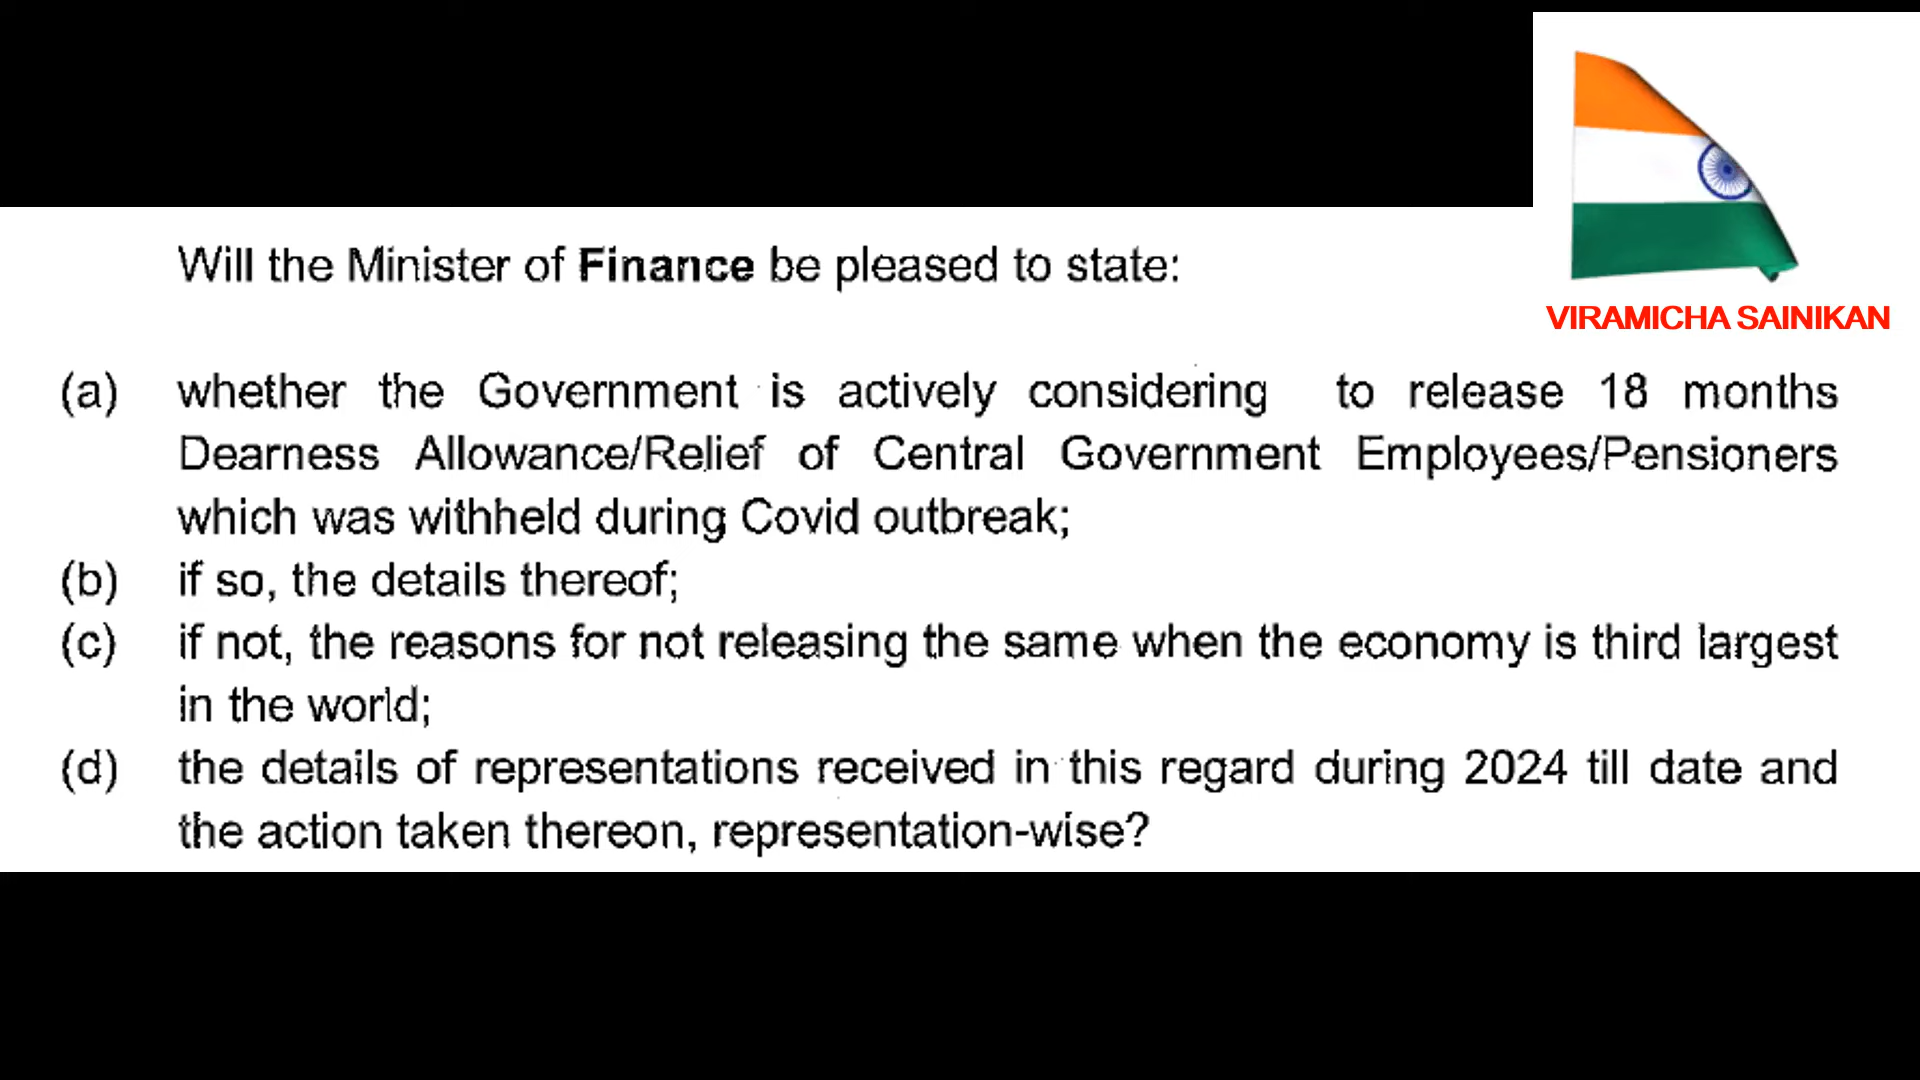 Will the Minister of Finance be pleased to state:
VIRAMICHA SAINIKAN
(a) whether the Government is actively considering to release 18 months
Dearness Allowance/Relief of Central Government Employees/Pensioners
which was withheld during Covid outbreak;
(b) if so, the details thereof;
(c) if not, the reasons for not releasing the same when the economy is third largest
in the world;
(d) the details of representations received in this regard during 2024 till date and
the action taken thereon, representation-wise?